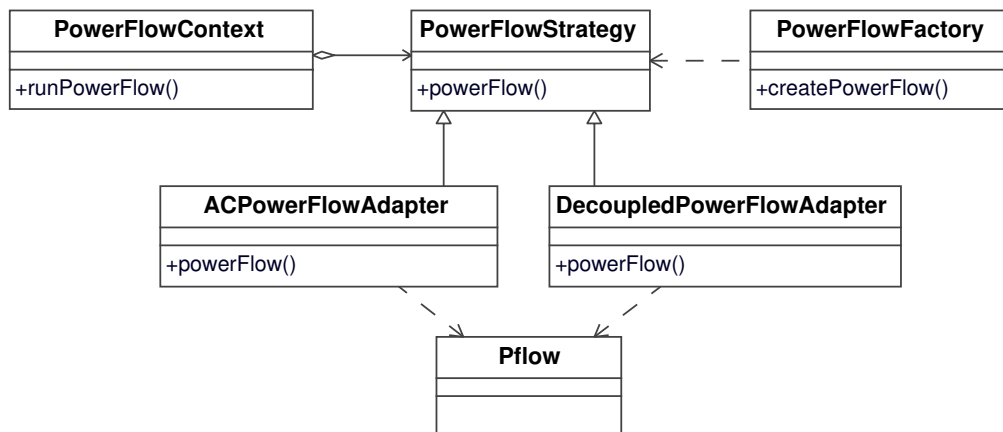 PowerFlowContext
+runPowerFlow()
PowerFlowStrategy
+powerFlow()
PowerFlowFactory
+createPowerFlow()
ACPowerFlowAdapter
+powerFlow()
DecoupledPowerFlowAdapter
+powerFlow()
Pflow